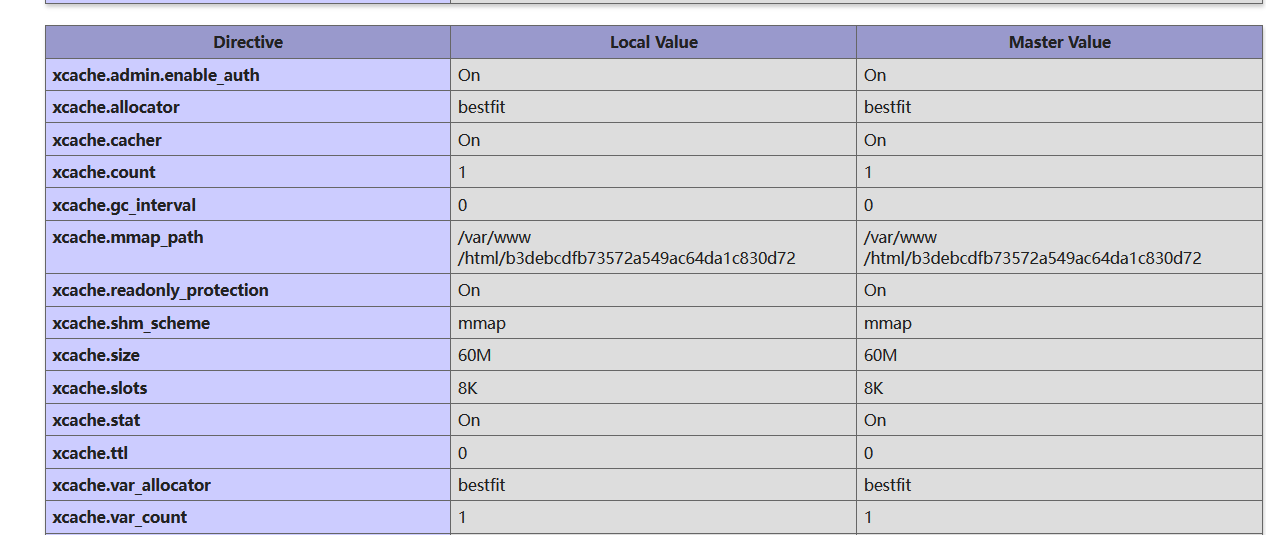 Directive Local Value Master Value
xcache.admin.enable_auth On On
xcache.allocator bestfit bestfit
xcache.cacher On On
xcache.count 1 1
xcache.gc_interval 0 0
xcache.mmap_path /var/www /var/www
/html/b3debcdfb73572a549ac64da1c830d72 /html/b3debcdfb73572a549ac64da1c830d72
xcache.readonly_protection On On
xcache.shm_scheme mmap mmap
xcache.size 60M 60M
xcache.slots 8K 8K
xcache.stat On On
xcache.ttl 0 0
xcache.var_allocator bestfit bestfit
xcache.var_count 1 1